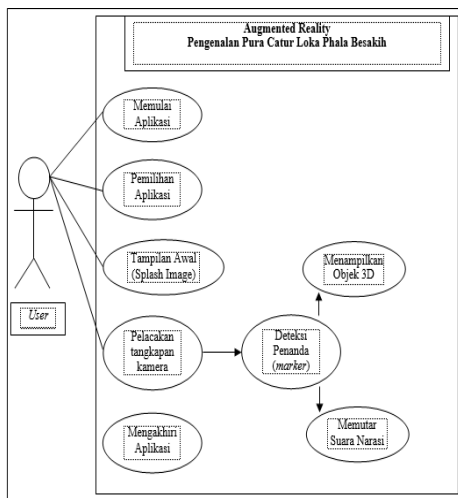 Augmented Reality
Pengenalan Pura Catur Loka Phala Besakih
Memulai
Aplikasi
Pemilihan
Aplikasi
Tampilan Awal
(Splash Image)
Menampilkan
Objek 3D
User
Pelacakan
tangkapan
kamera
Deteksi
Penanda
(marker)
Mengakhiri
Aplikasi
Memutar
Suara Narasi